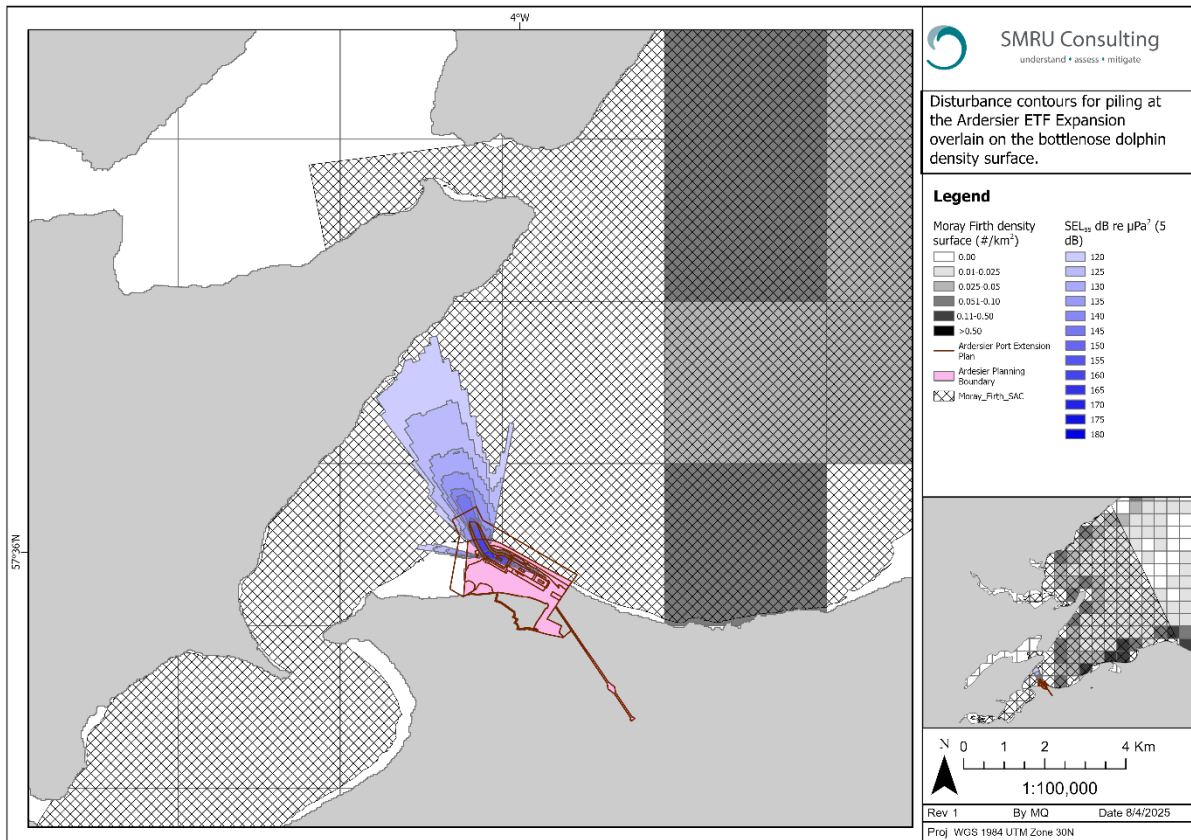 4°W
57°36'N
SMRU Consulting
understand • assess • mitigate
Disturbance contours for piling at
the Ardersier ETF Expansion
overlain on the bottlenose dolphin
density surface.
Legend
Moray Firth density
surface (#/km²)
0.00
0.01-0.025
0.025-0.05
0.051-0.10
0.11-0.50
>0.50
Ardersier Port Extension
Plan
Ardesier Planning
Boundary
Moray_Firth_SAC
SELss dB re µPa² (5
dB)
120
125
130
135
140
145
150
155
160
165
170
175
180
N
0 1 2 4 Km
1:100,000
Rev 1 By MQ Date 8/4/2025
Proj WGS 1984 UTM Zone 30N